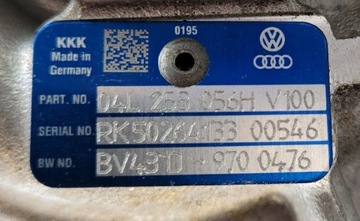 KKK
Made in
Germany
0195
PART. NO. 04L 253 056H V100
SERIAL NO. RK50264133 00546
BW NO. BV43TD - 970 0476